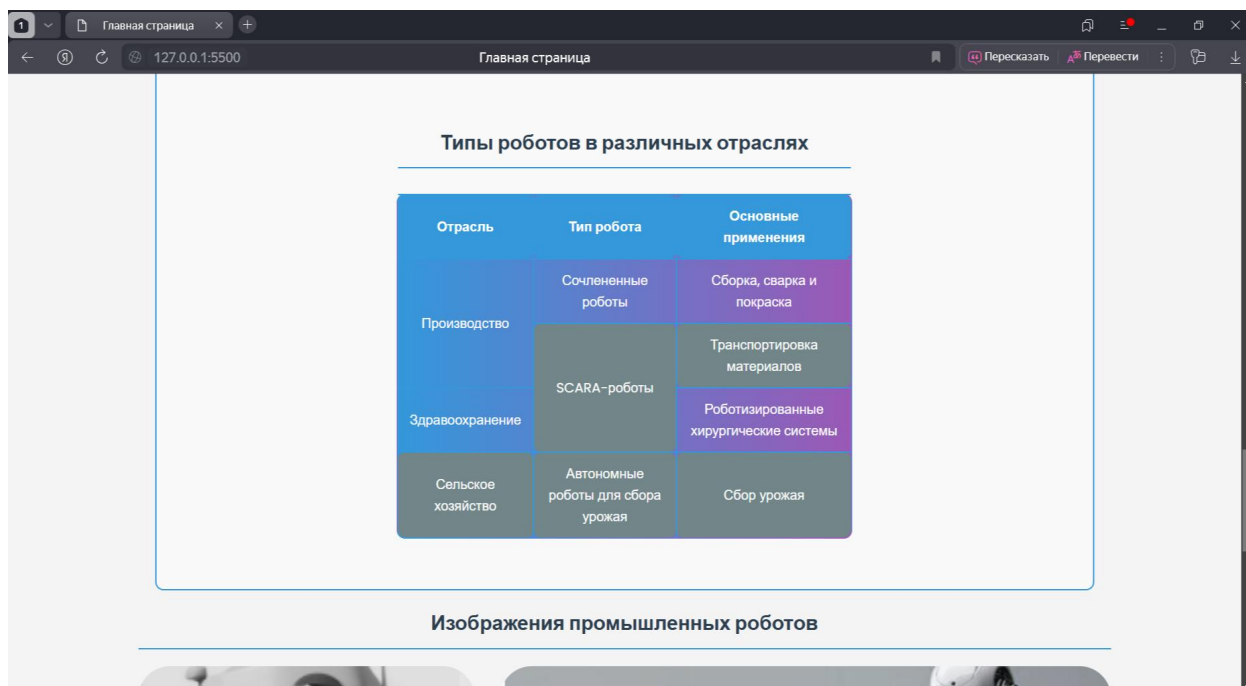 1
Главная страница
127.0.0.1:5500
Главная страница
Пересказать
Перевести
Типы роботов в различных отраслях
Отрасль
Тип робота
Основные
применения
Производство
Сочлененные
роботы
Сборка, сварка и
покраска
SCARA-роботы
Транспортировка
материалов
Здравоохранение
Роботизированные
хирургические системы
Сельское
хозяйство
Автономные
роботы для сбора
урожая
Сбор урожая
Изображения промышленных роботов